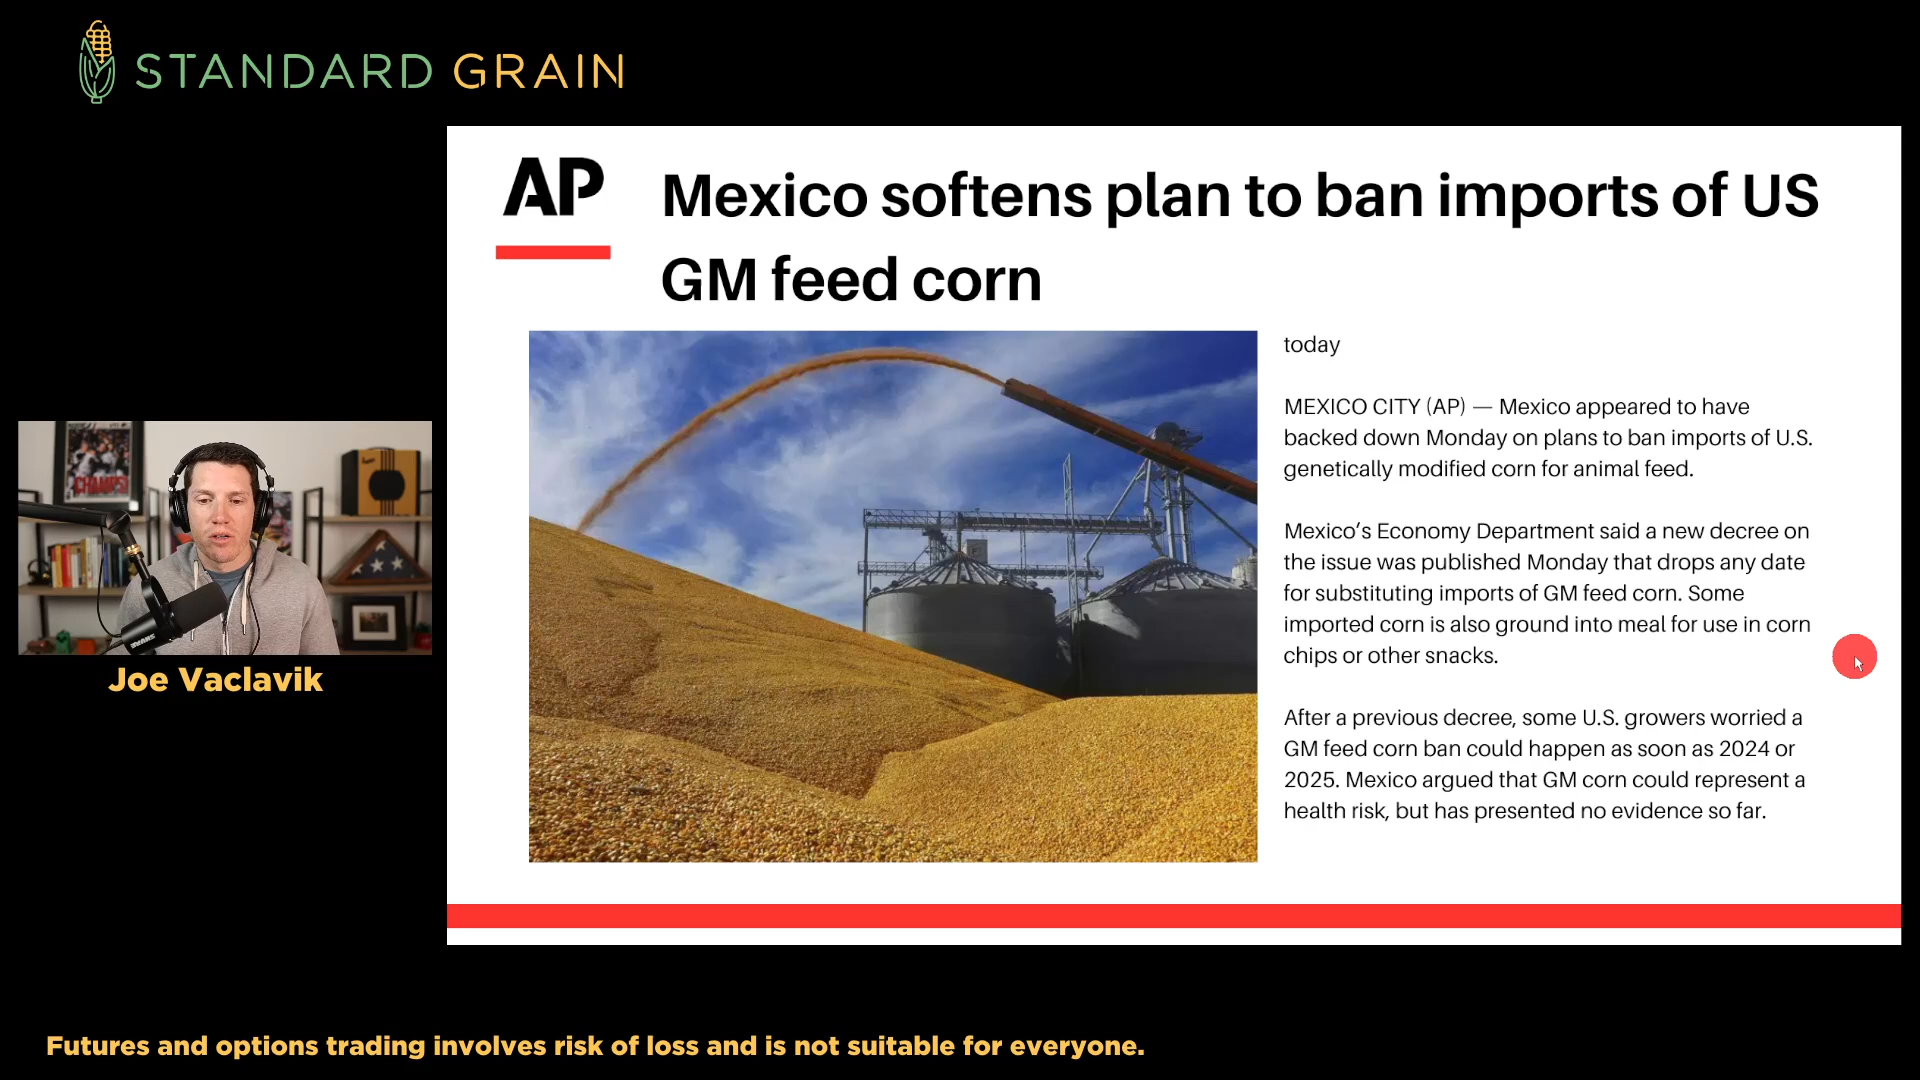 STANDARD GRAIN
AP
Mexico softens plan to ban imports of US
GM feed corn
today
MEXICO CITY (AP) — Mexico appeared to have
backed down Monday on plans to ban imports of U.S.
genetically modified corn for animal feed.
Mexico’s Economy Department said a new decree on
the issue was published Monday that drops any date
for substituting imports of GM feed corn. Some
imported corn is also ground into meal for use in corn
chips or other snacks.
After a previous decree, some U.S. growers worried a
GM feed corn ban could happen as soon as 2024 or
2025. Mexico argued that GM corn could represent a
health risk, but has presented no evidence so far.
CHAMPS!
SHURE
Joe Vaclavik
Futures and options trading involves risk of loss and is not suitable for everyone.